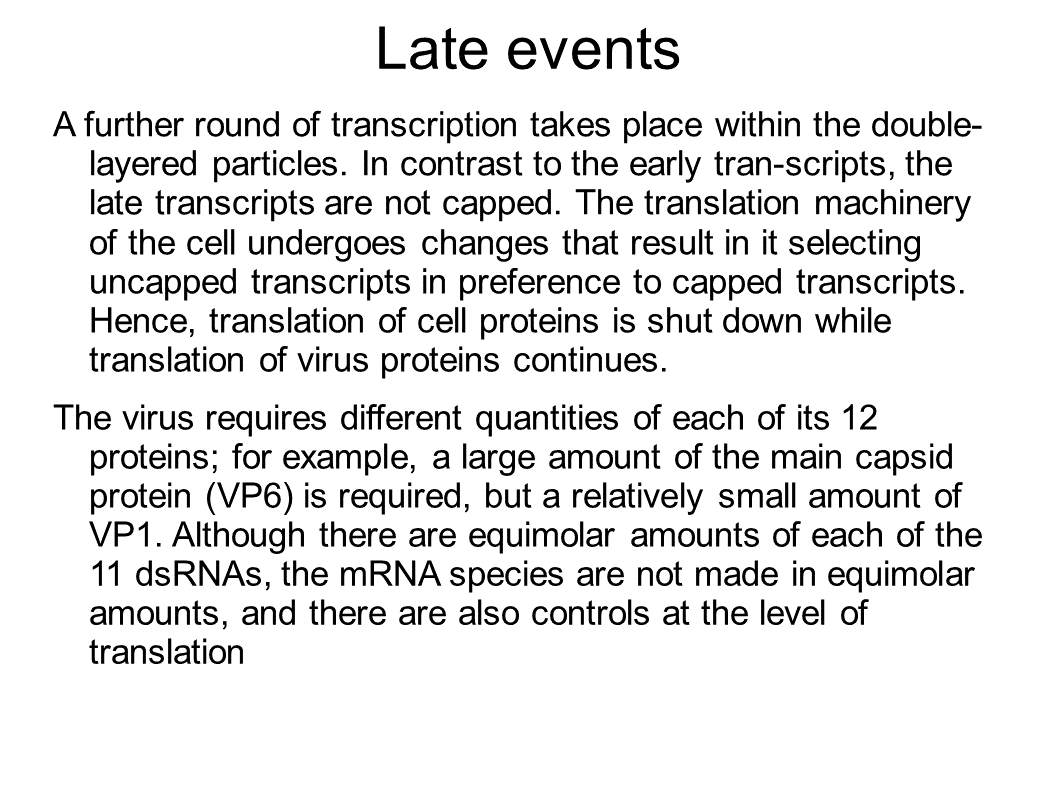 Late events
A further round of transcription takes place within the double-
layered particles. In contrast to the early tran-scripts, the
late transcripts are not capped. The translation machinery
of the cell undergoes changes that result in it selecting
uncapped transcripts in preference to capped transcripts.
Hence, translation of cell proteins is shut down while
translation of virus proteins continues.
The virus requires different quantities of each of its 12
proteins; for example, a large amount of the main capsid
protein (VP6) is required, but a relatively small amount of
VP1. Although there are equimolar amounts of each of the
11 dsRNAs, the mRNA species are not made in equimolar
amounts, and there are also controls at the level of
translation